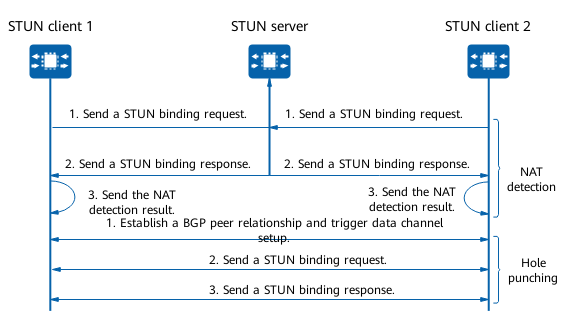 STUN client 1
STUN server
STUN client 2
1. Send a STUN binding request.
1. Send a STUN binding request.
2. Send a STUN binding response.
2. Send a STUN binding response.
NAT
detection
3. Send the NAT
detection result.
3. Send the NAT
detection result.
1. Establish a BGP peer relationship and trigger data channel
setup.
2. Send a STUN binding request.
Hole
punching
3. Send a STUN binding response.